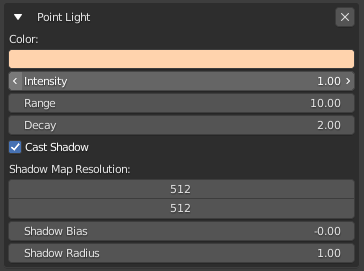 Point Light
Color:
Intensity 1.00
Range 10.00
Decay 2.00
Cast Shadow
Shadow Map Resolution:
512
512
Shadow Bias -0.00
Shadow Radius 1.00